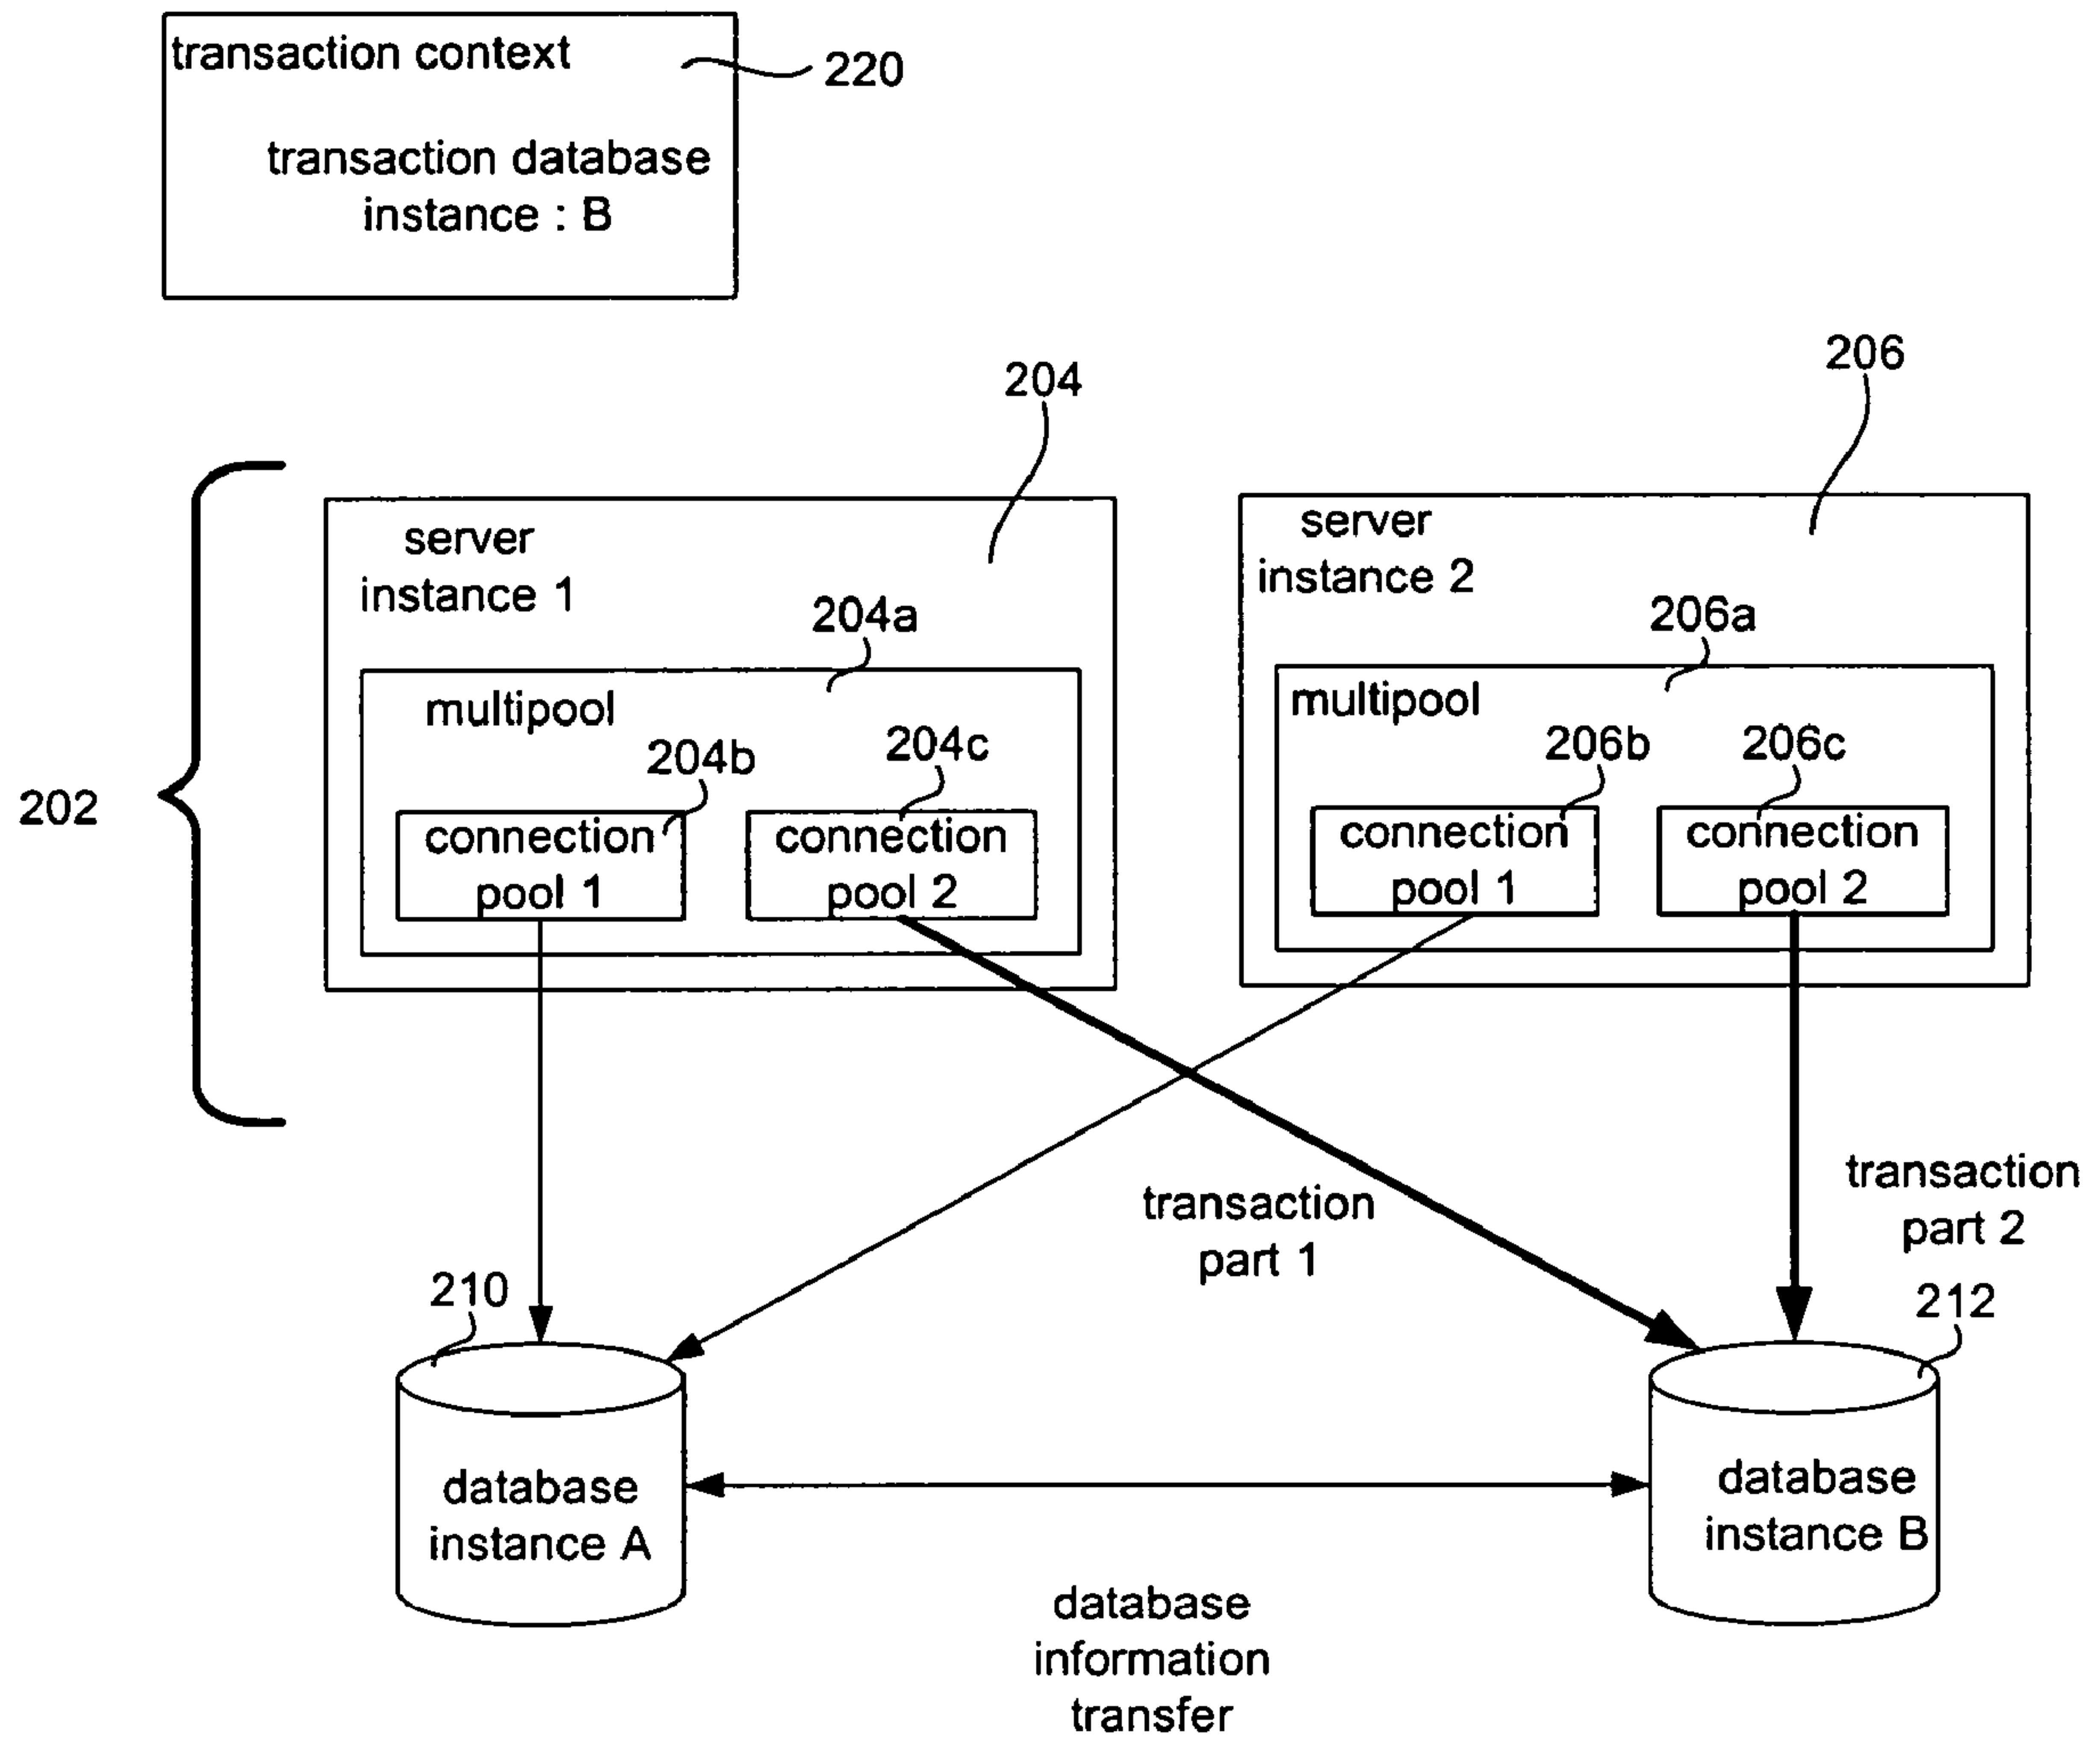 transaction context
220
transaction database
instance : B
204
206
server
instance 1
server
instance 2
204a
206a
multipool
multipool
204b
204c
206b
206c
202
connection
pool 1
connection
pool 2
connection
pool 1
connection
pool 2
transaction
part 1
transaction
part 2
210
212
database
instance A
database
instance B
database
information
transfer